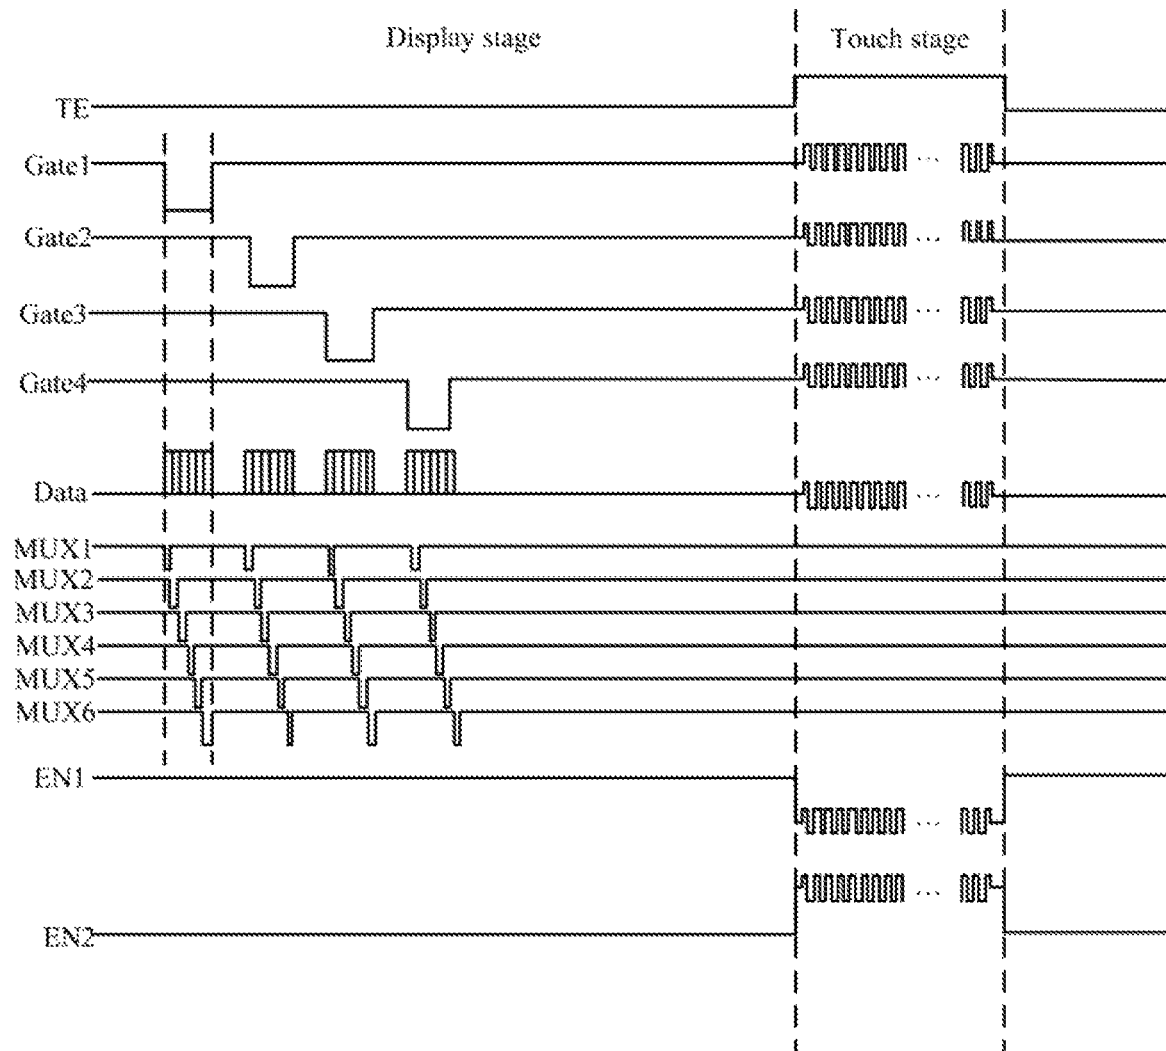 Display stage
Touch stage
TE
Gate1
Gate2
Gate3
Gate4
Data
MUX1
MUX2
MUX3
MUX4
MUX5
MUX6
EN1
EN2